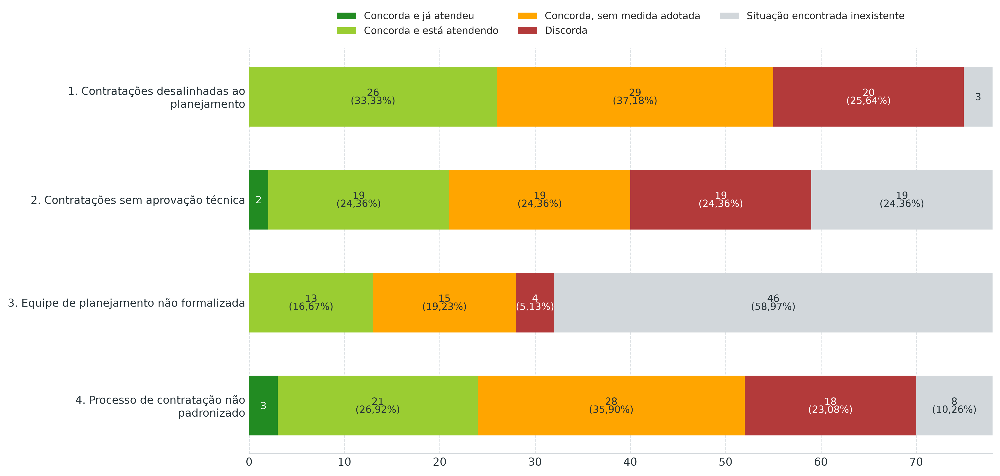 Concorda e já atendeu
Concorda e está atendendo
Concorda, sem medida adotada
Discorda
Situação encontrada inexistente
1. Contratações desalinhadas ao
planejamento
26
(33,33%)
29
(37,18%)
20
(25,64%)
3
2. Contratações sem aprovação técnica
2
19
(24,36%)
19
(24,36%)
19
(24,36%)
19
(24,36%)
3. Equipe de planejamento não formalizada
13
(16,67%)
15
(19,23%)
4
(5,13%)
46
(58,97%)
4. Processo de contratação não
padronizado
3
21
(26,92%)
28
(35,90%)
18
(23,08%)
8
(10,26%)
0 10 20 30 40 50 60 70